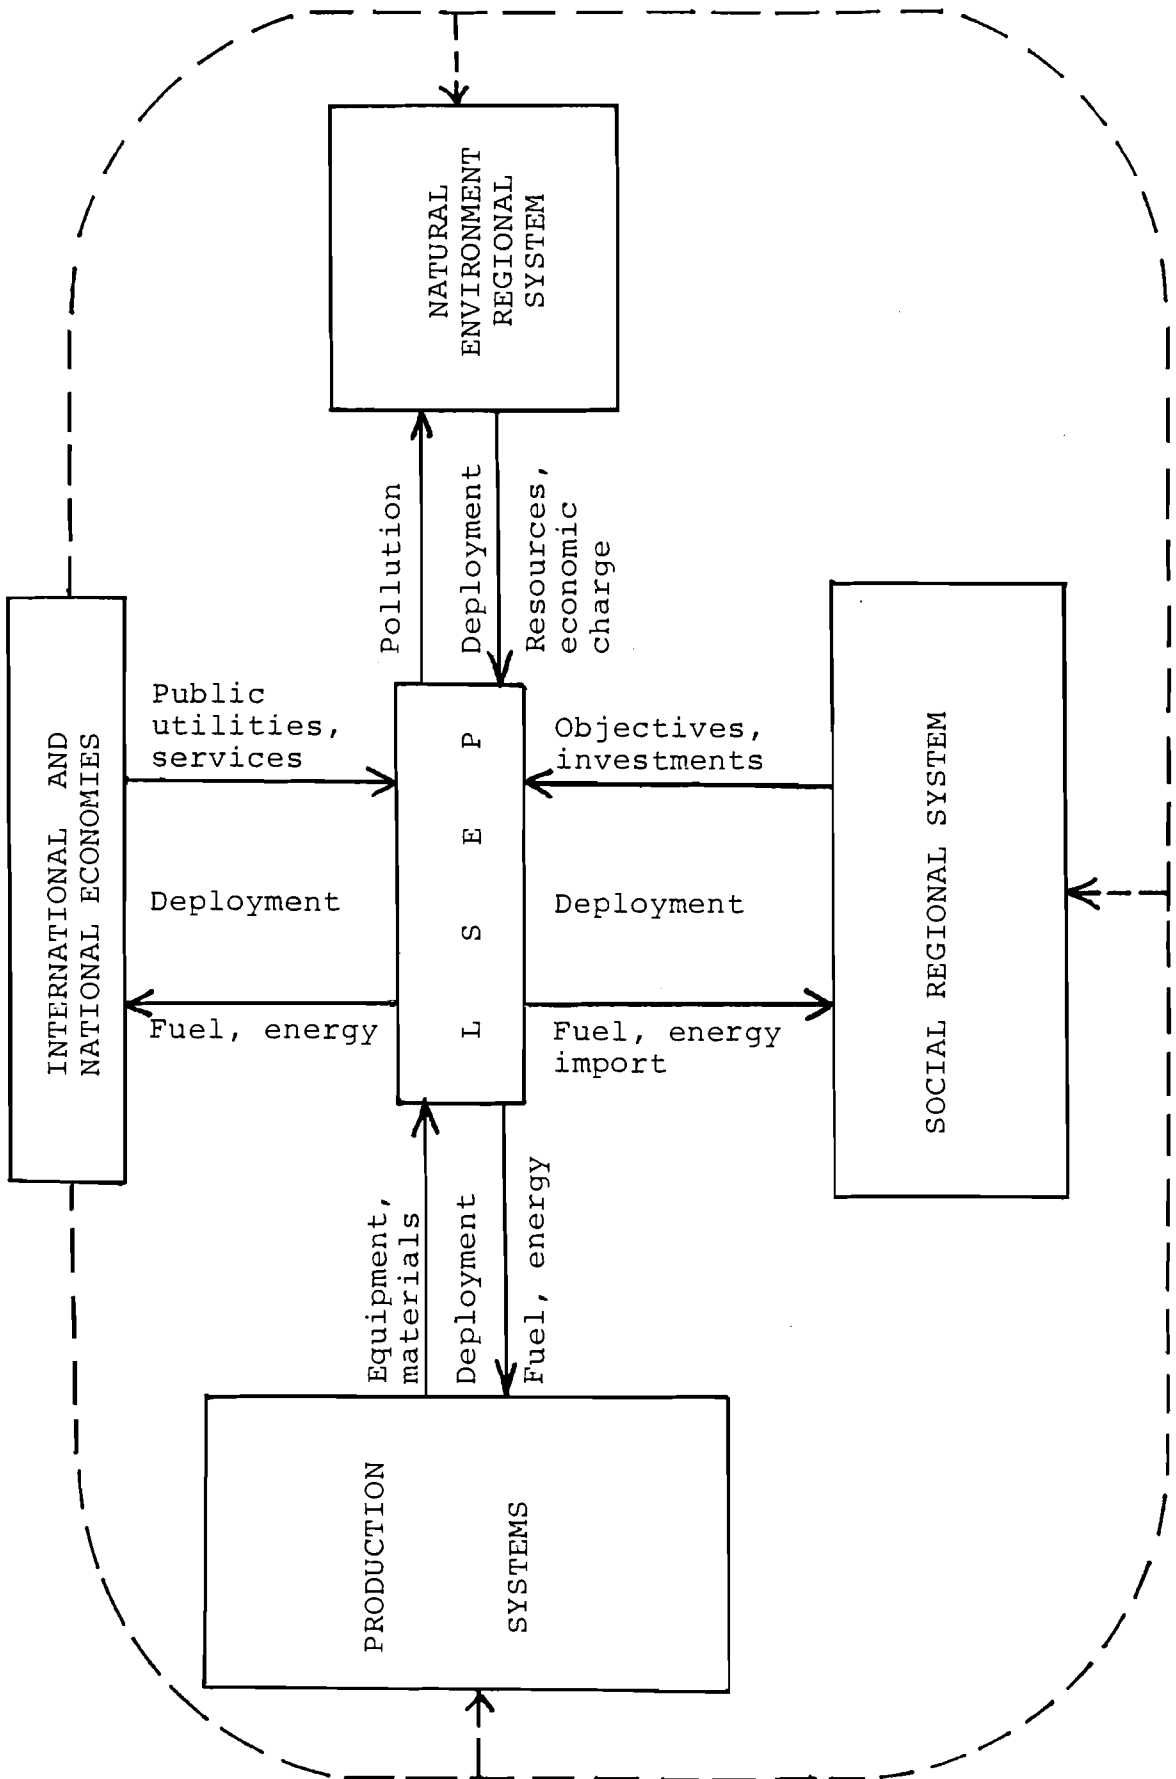 NATURAL
ENVIRONMENT
REGIONAL
SYSTEM
Pollution
Deployment
Resources,
economic
charge
INTERNATIONAL AND
NATIONAL ECONOMIES
Public
utilities,
services
Deployment
Fuel, energy
L S E P
Objectives,
investments
Deployment
Fuel, energy
import
SOCIAL REGIONAL SYSTEM
Equipment,
materials
Deployment
Fuel, energy
PRODUCTION
SYSTEMS